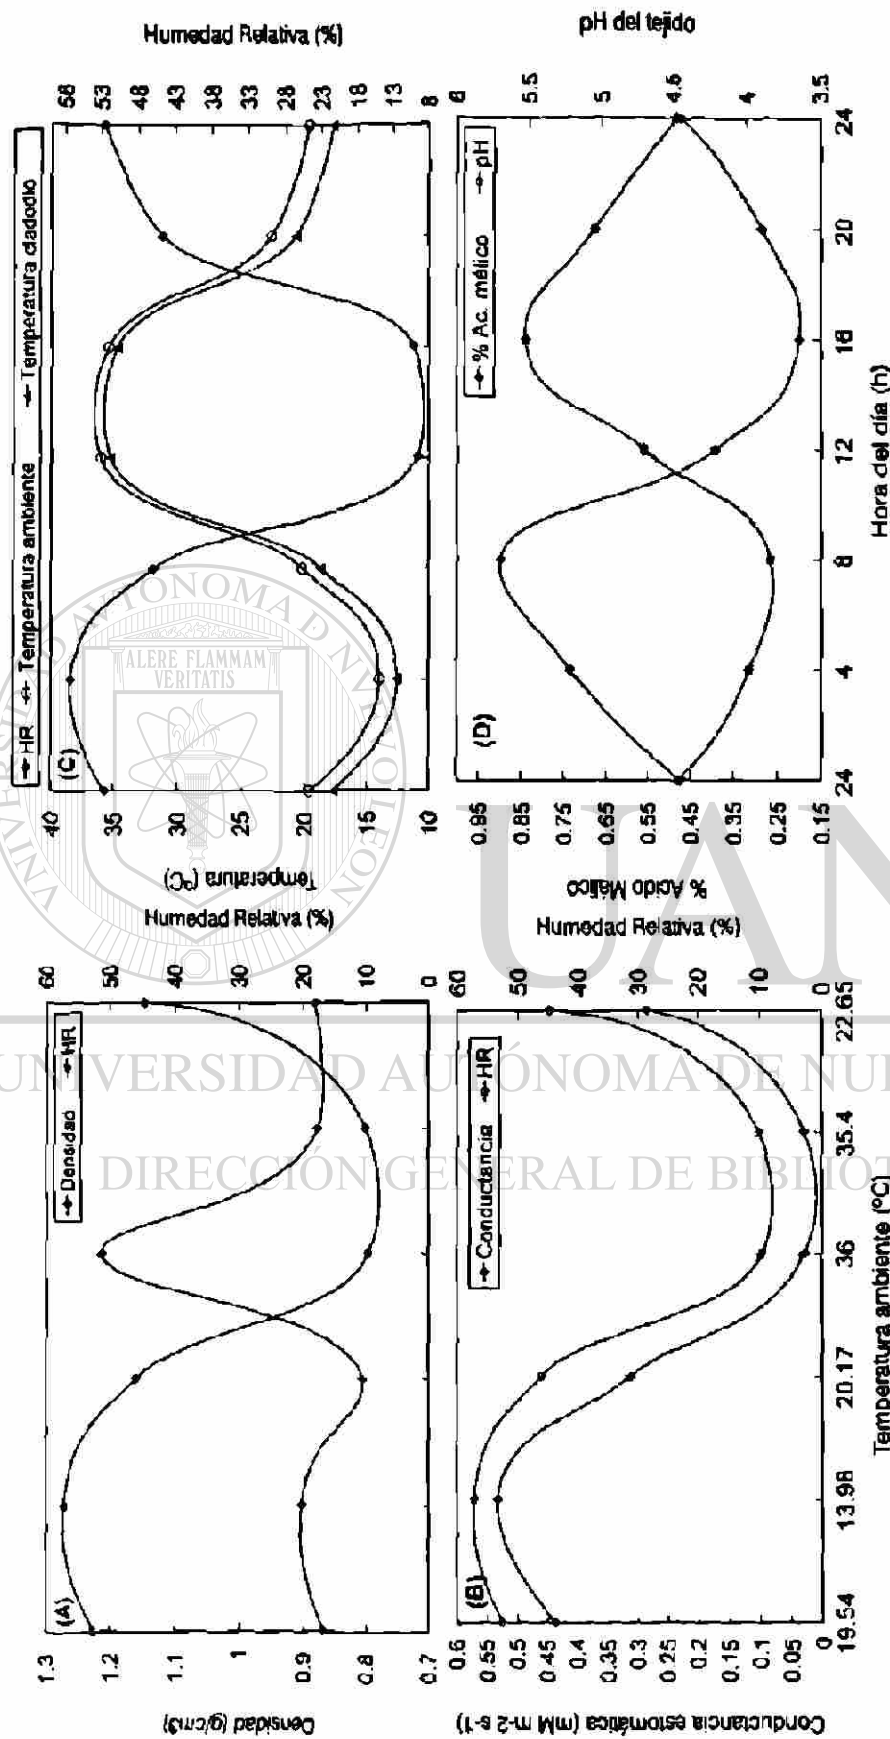 Humedad Relativa (%)
HR Temperatura ambiente Temperatura cladodio
(C)
40 35 30 25 20 15 10
Temperatura (ºC)
58 53 48 43 38 33 28 23 18 13 8
pH del tejido
% Ac. málico pH
(D)
0.95 0.85 0.75 0.65 0.55 0.45 0.35 0.25 0.15
% Acido Málico
6 5.5 5 4.5 4 3.5
24 4 8 12 16 20 24
Hora del día (h)
Humedad Relativa (%)
Densidad HR
(A)
1.3 1.2 1.1 1 0.9 0.8 0.7
Densidad (g/cm3)
60 50 40 30 20 10 0
Humedad Relativa (%)
Conductancia HR
(B)
0.6 0.55 0.5 0.45 0.4 0.35 0.3 0.25 0.2 0.15 0.1 0.05 0
Conductancia estomática (mM m-2 s-1)
60 50 40 30 20 10 0
19.54 13.98 20.17 36 35.4 22.65
Temperatura ambiente (ºC)
ALERE FLAMMAM
VERITATIS
UAN
UNIVERSIDAD AUTÓNOMA DE NUE
DIRECCIÓN GENERAL DE BIBLIOT